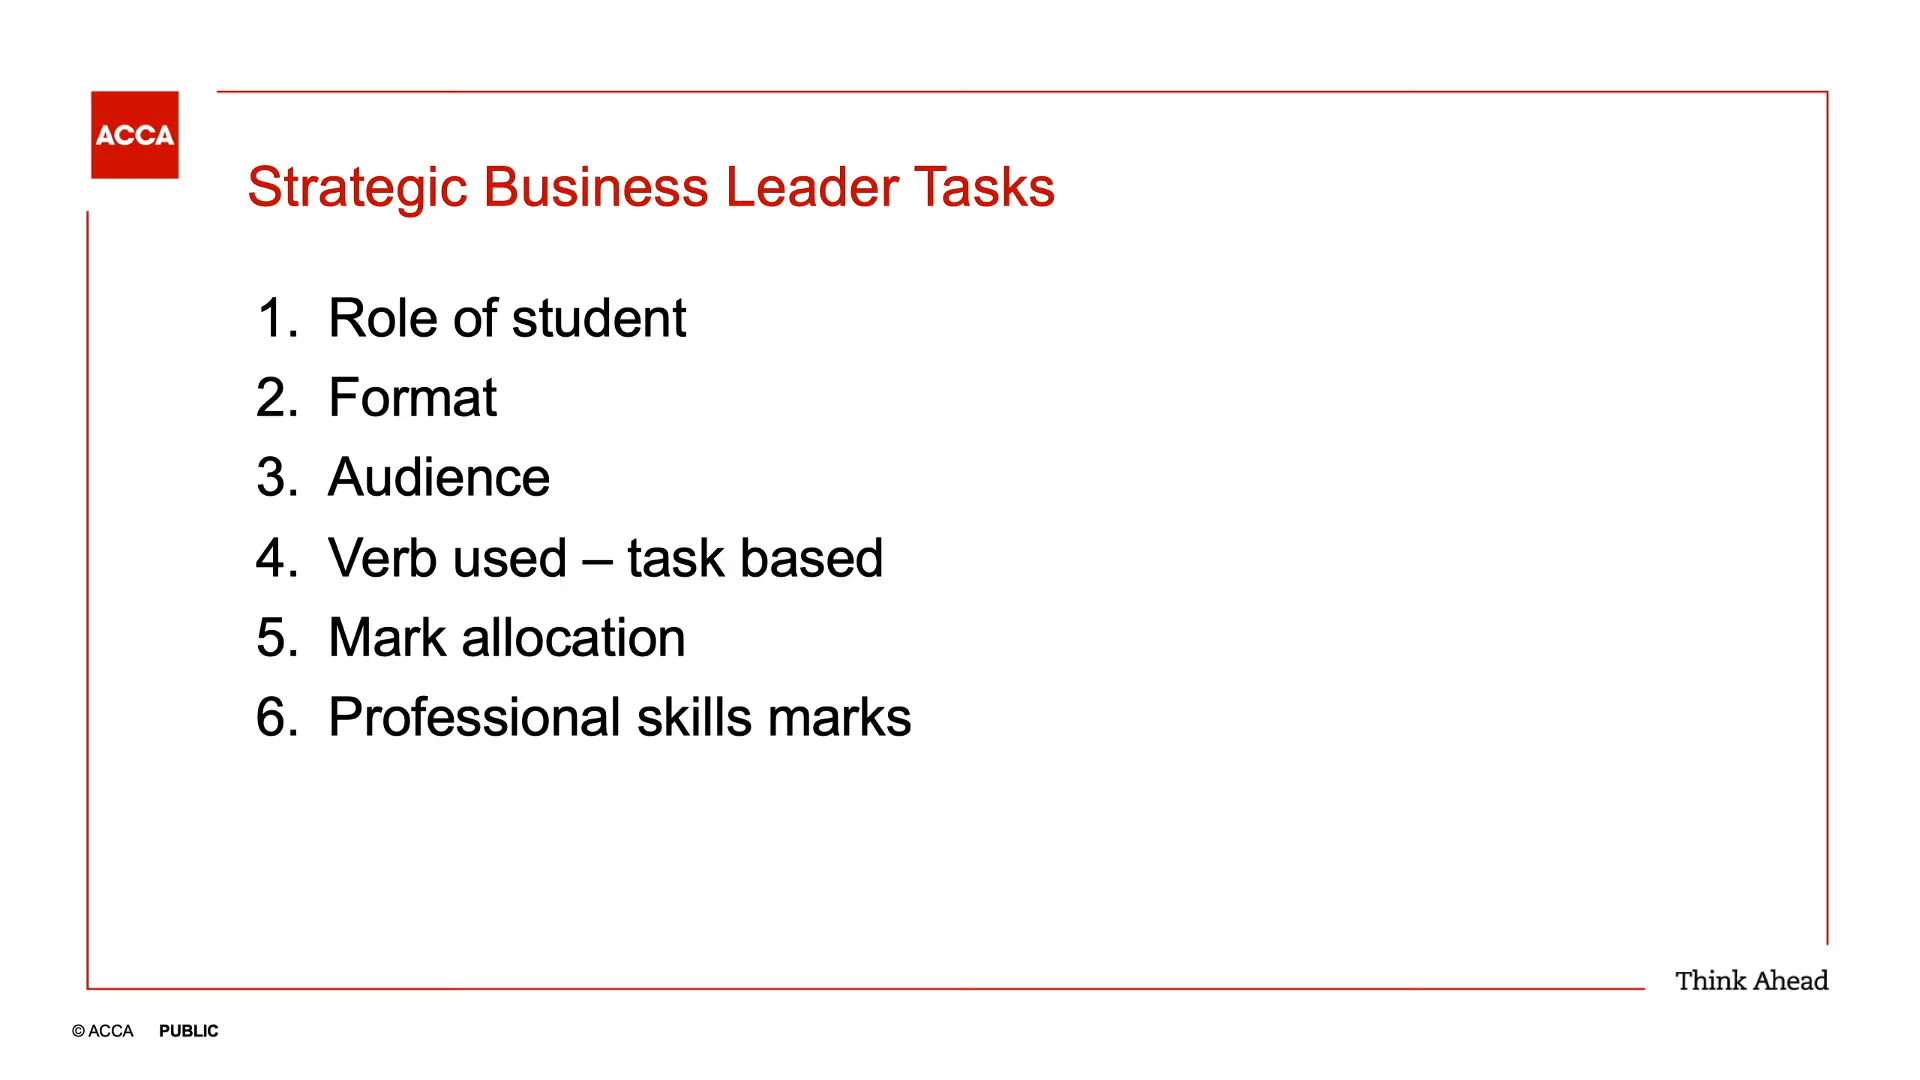 ACCA
Strategic Business Leader Tasks
1. Role of student
2. Format
3. Audience
4. Verb used – task based
5. Mark allocation
6. Professional skills marks
Think Ahead
© ACCA PUBLIC